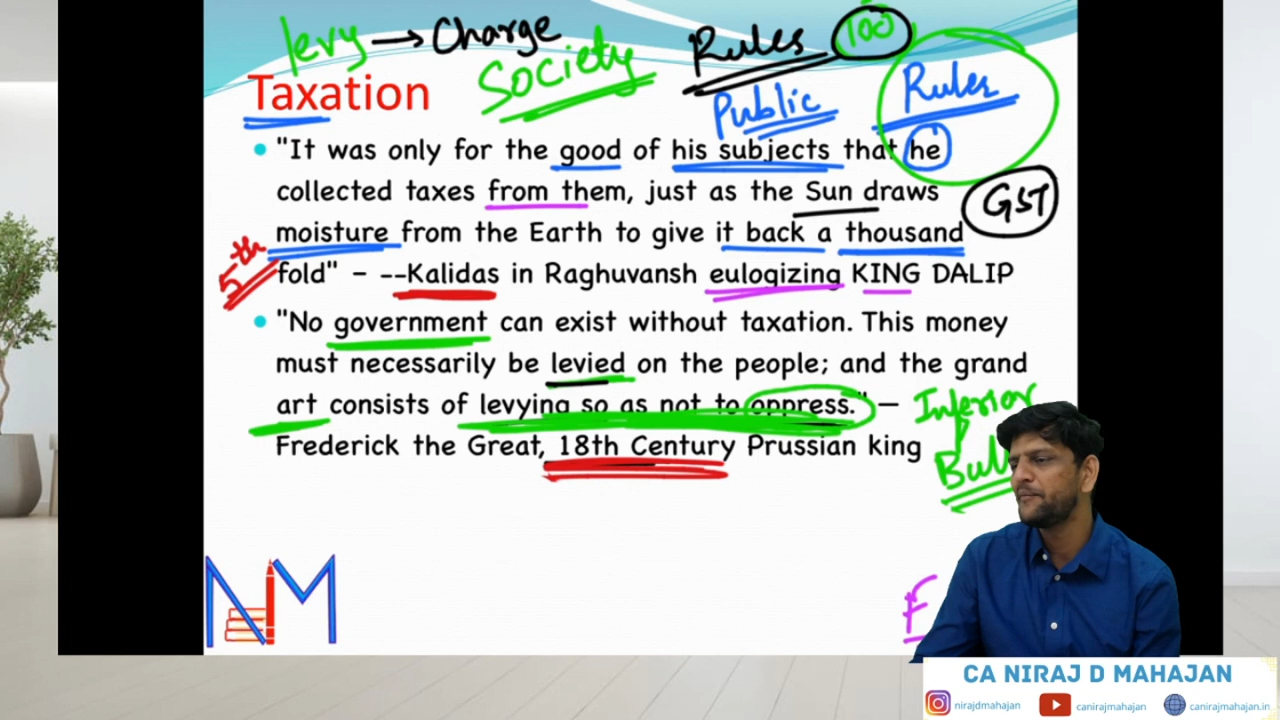 levy → Charge
Society
Rules 100
Public
Rules
Taxation
"It was only for the good of his subjects that he
collected taxes from them, just as the Sun draws
GST
moisture from the Earth to give it back a thousand
5th
fold" - --Kalidas in Raghuvansh eulogizing KING DALIP
"No government can exist without taxation. This money
must necessarily be levied on the people; and the grand
art consists of levying so as not to oppress." —
Inferior
Frederick the Great, 18th Century Prussian king
F
NM
CA NIRAJ D MAHAJAN
nirajdmahajan canirajmahajan canirajmahajan.in